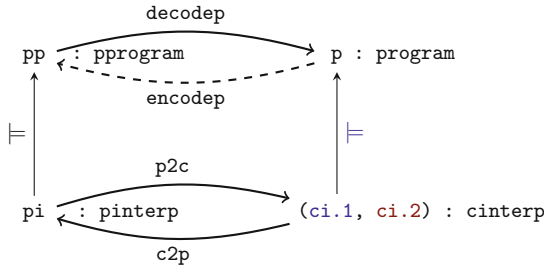 decodep
pp : pprogram p : program
encodep
⊨ ⊨
p2c
pi : pinterp (ci.1, ci.2) : cinterp
c2p